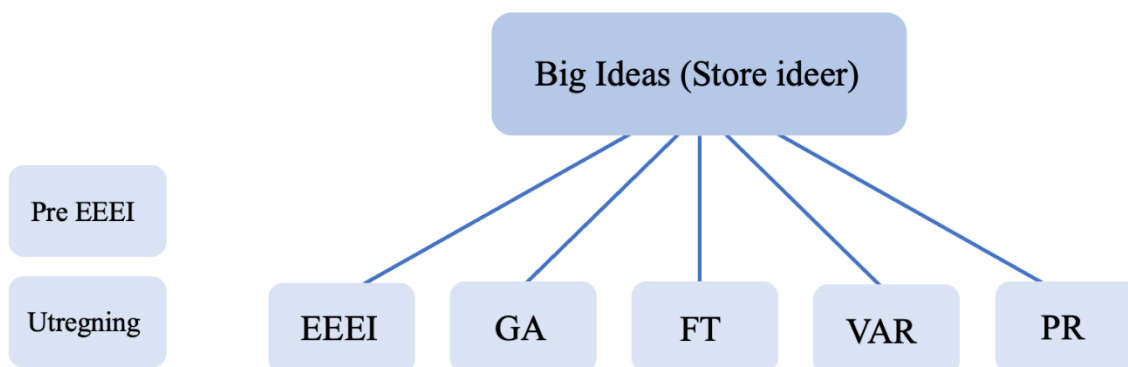 Big Ideas (Store ideer)
Pre EEEI
Utregning
EEEI
GA
FT
VAR
PR